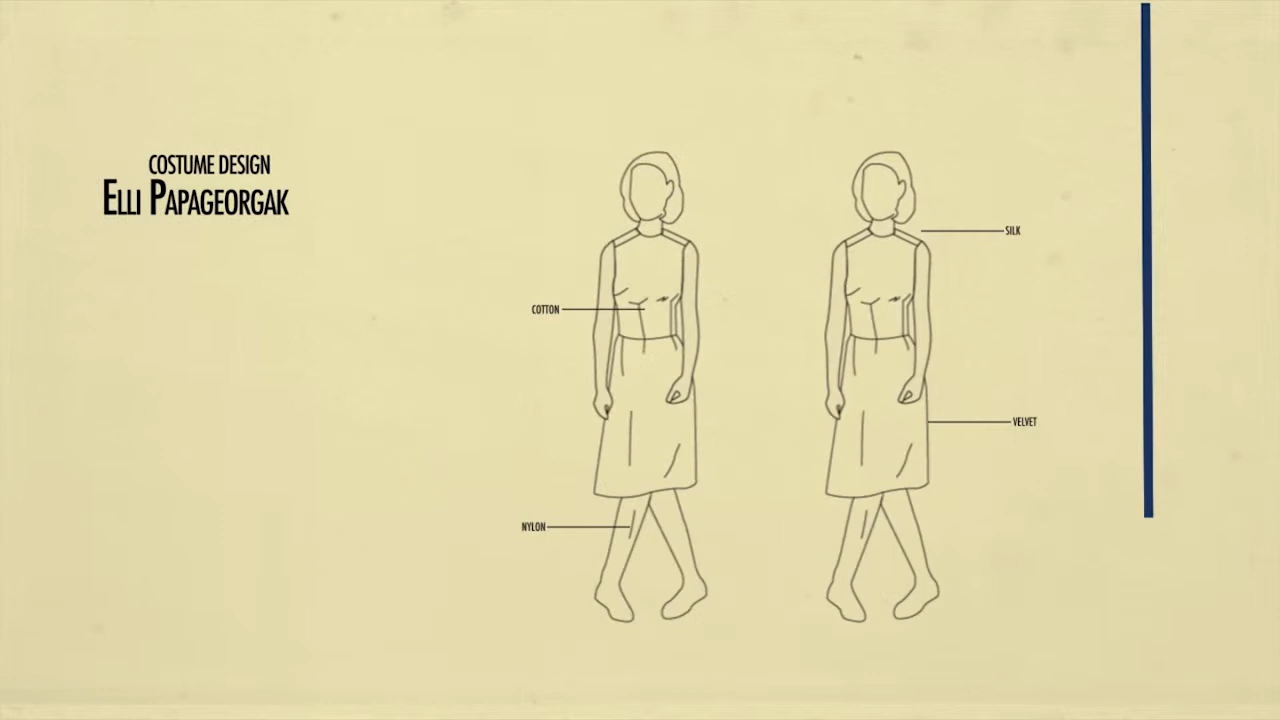 COSTUME DESIGN
ELLI PAPAGEORGAK
SILK
COTTON
VELVET
NYLON